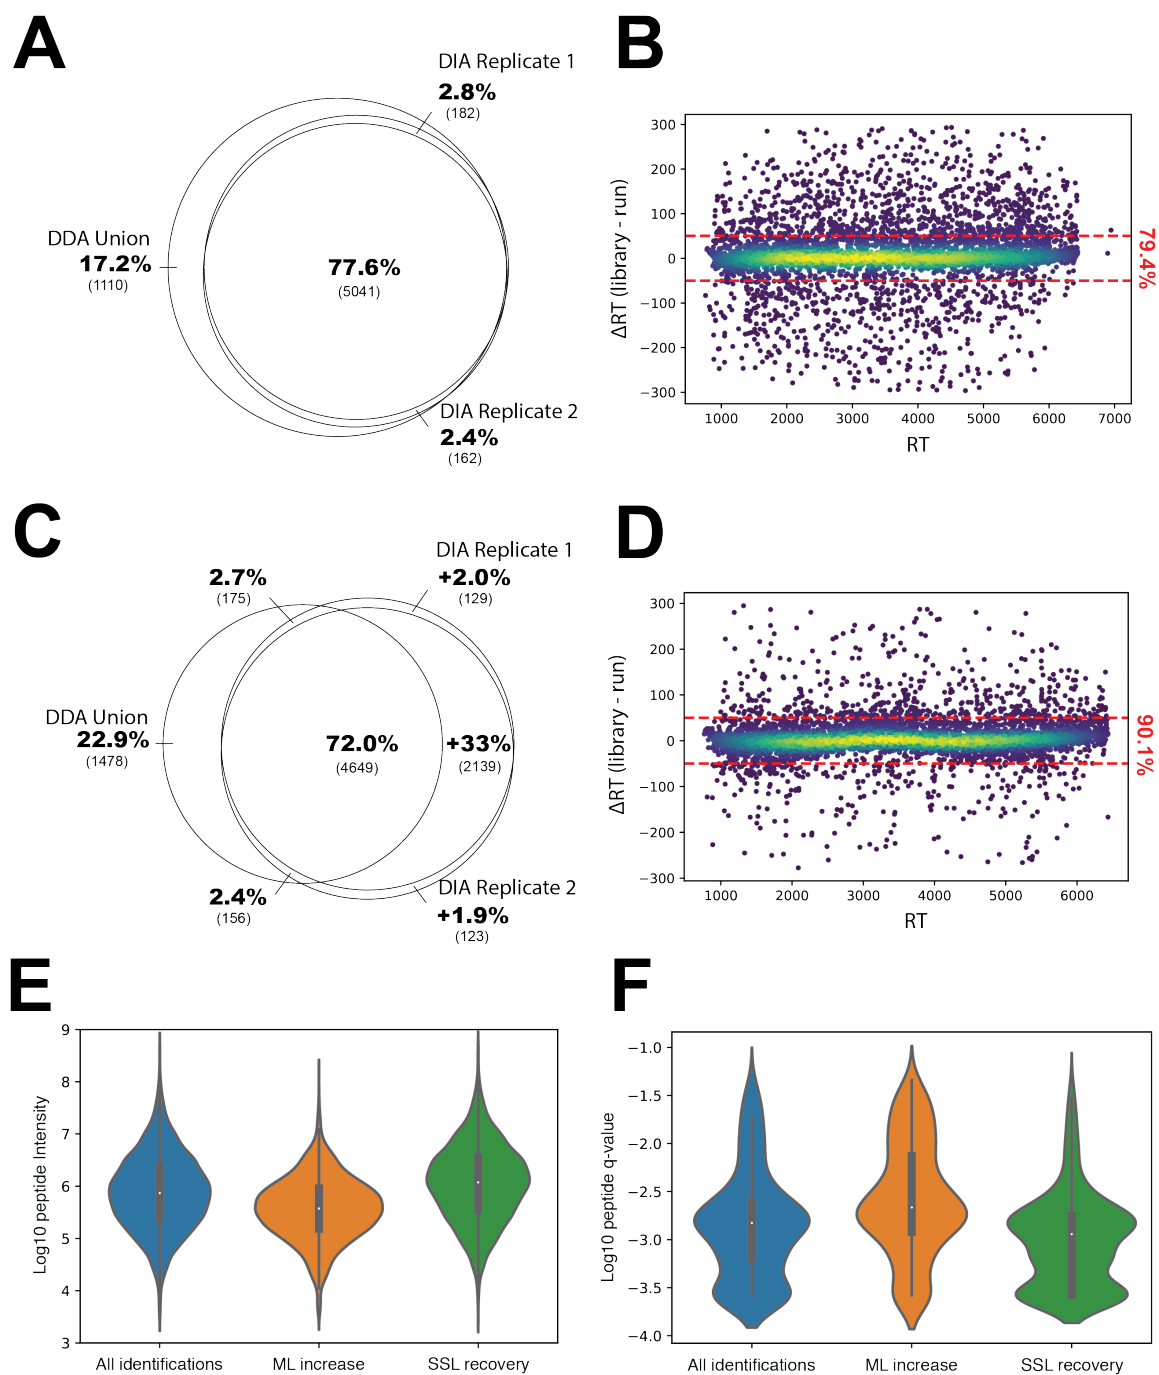 A
DIA Replicate 1
2.8%
(182)
DDA Union
17.2%
(1110)
77.6%
(5041)
DIA Replicate 2
2.4%
(162)
B
300
200
100
0
−100
−200
−300
ΔRT (library - run)
79.4%
1000 2000 3000 4000 5000 6000 7000
RT
C
DIA Replicate 1
+2.0%
(129)
2.7%
(175)
DDA Union
22.9%
(1478)
72.0%
(4649)
+33%
(2139)
2.4%
(156)
DIA Replicate 2
+1.9%
(123)
D
300
200
100
0
−100
−200
−300
ΔRT (library - run)
90.1%
1000 2000 3000 4000 5000 6000
RT
E
9
8
7
6
5
4
3
Log10 peptide Intensity
All identifications ML increase SSL recovery
F
−1.0
−1.5
−2.0
−2.5
−3.0
−3.5
−4.0
Log10 peptide q-value
All identifications ML increase SSL recovery